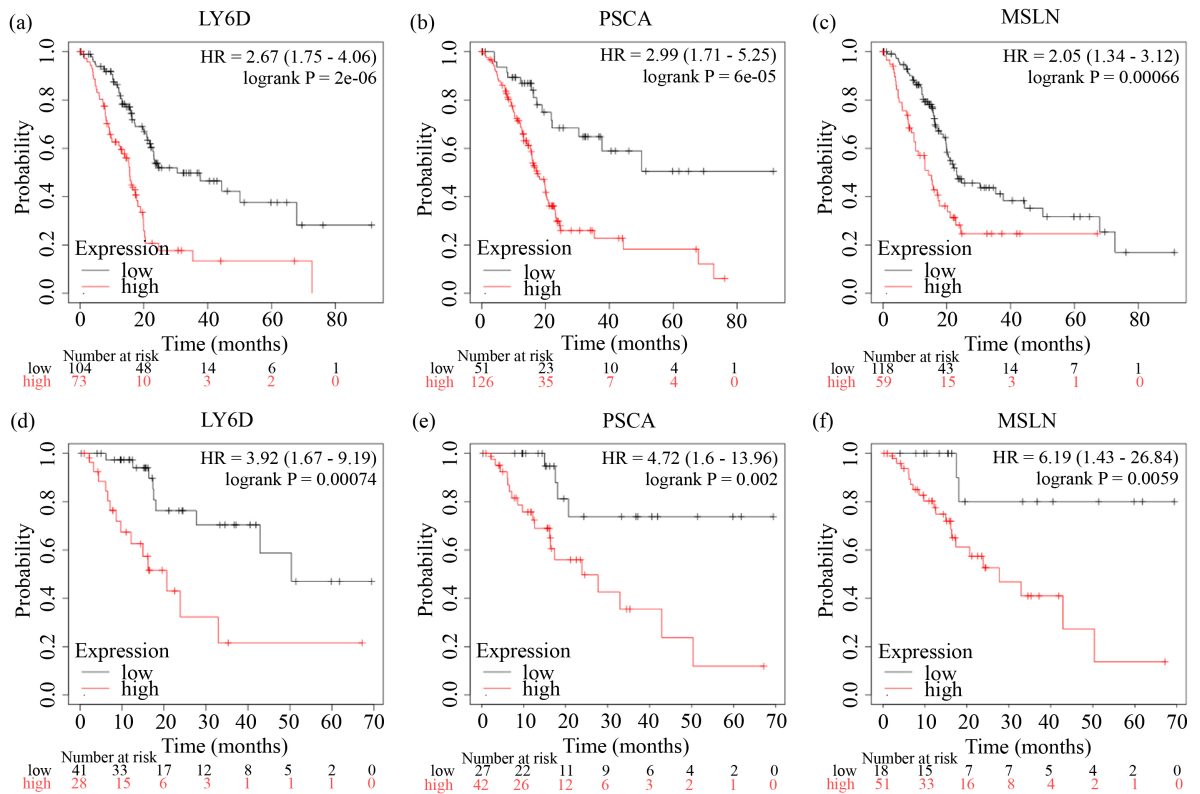 (a)
LY6D
HR = 2.67 (1.75 - 4.06)
logrank P = 2e-06
Probability
0.0 0.2 0.4 0.6 0.8 1.0
Expression
low
high
0 20 40 60 80
Time (months)
Number at risk
low 104 48 14 6 1
high 73 10 3 2 0
(b)
PSCA
HR = 2.99 (1.71 - 5.25)
logrank P = 6e-05
Probability
0.0 0.2 0.4 0.6 0.8 1.0
Expression
low
high
0 20 40 60 80
Time (months)
Number at risk
low 51 23 10 4 1
high 126 35 7 4 0
(c)
MSLN
HR = 2.05 (1.34 - 3.12)
logrank P = 0.00066
Probability
0.0 0.2 0.4 0.6 0.8 1.0
Expression
low
high
0 20 40 60 80
Time (months)
Number at risk
low 118 43 14 7 1
high 59 15 3 1 0
(d)
LY6D
HR = 3.92 (1.67 - 9.19)
logrank P = 0.00074
Probability
0.0 0.2 0.4 0.6 0.8 1.0
Expression
low
high
0 10 20 30 40 50 60 70
Time (months)
Number at risk
low 41 33 17 12 8 5 2 0
high 28 15 6 3 1 1 1 0
(e)
PSCA
HR = 4.72 (1.6 - 13.96)
logrank P = 0.002
Probability
0.0 0.2 0.4 0.6 0.8 1.0
Expression
low
high
0 10 20 30 40 50 60 70
Time (months)
Number at risk
low 27 22 11 9 6 4 2 0
high 42 26 12 6 3 2 1 0
(f)
MSLN
HR = 6.19 (1.43 - 26.84)
logrank P = 0.0059
Probability
0.0 0.2 0.4 0.6 0.8 1.0
Expression
low
high
0 10 20 30 40 50 60 70
Time (months)
Number at risk
low 18 15 7 7 5 4 2 0
high 51 33 16 8 4 2 1 0